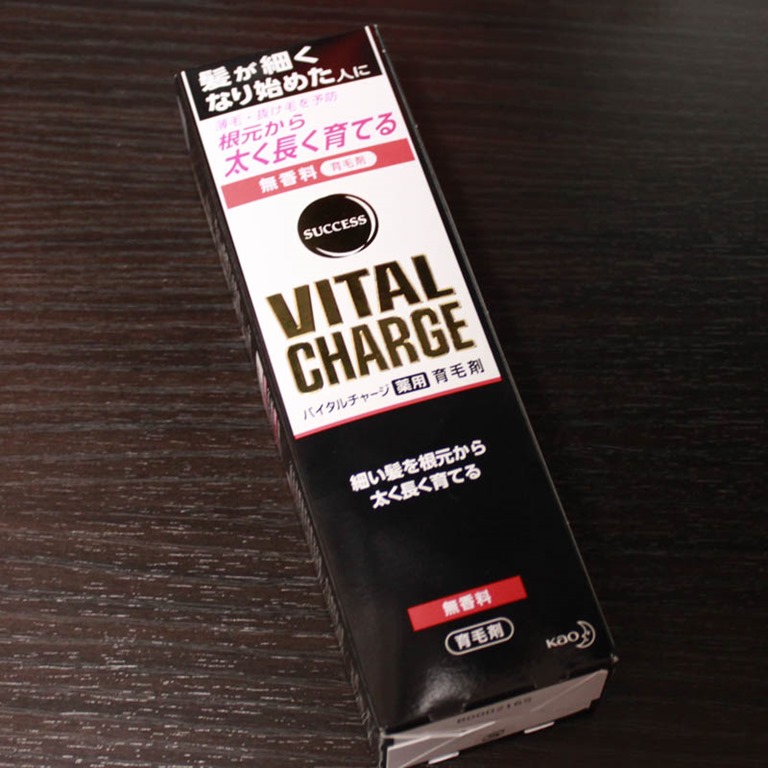 髪が細く
なり始めた人に
薄毛・抜け毛を予防
根元から
太く長く育てる
無香料 育毛剤
SUCCESS
VITAL
CHARGE
バイタルチャージ 薬用 育毛剤
細い髪を根元から
太く長く育てる
無香料
育毛剤
Kao